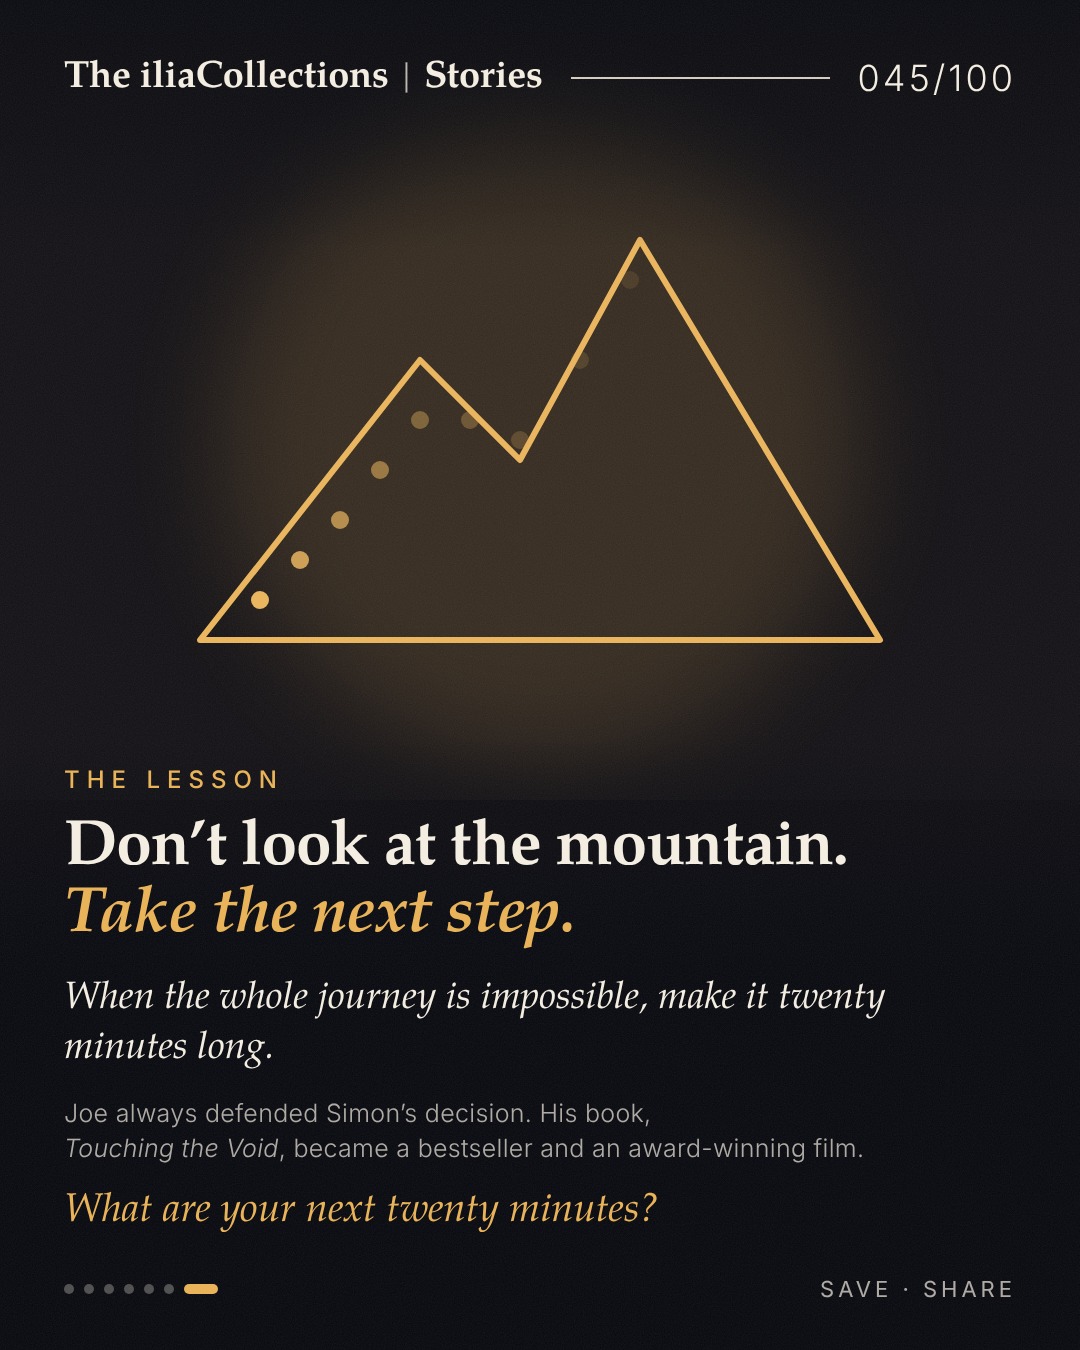 The iliaCollections | Stories 045/100
THE LESSON
Don’t look at the mountain.
Take the next step.
When the whole journey is impossible, make it twenty
minutes long.
Joe always defended Simon’s decision. His book,
Touching the Void, became a bestseller and an award-winning film.
What are your next twenty minutes?
SAVE · SHARE